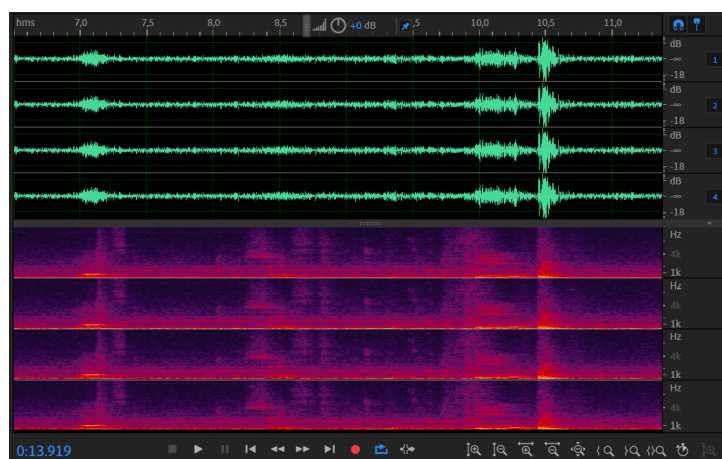 hms 7,0 7,5 8,0 8,5 +0 dB ,5 10,0 10,5 11,0
dB
-∞
-18
1
dB
-∞
-18
2
dB
-∞
-18
3
dB
-∞
-18
4
Hz
4k
1k
Hz
4k
1k
Hz
4k
1k
Hz
4k
1k
0:13.919